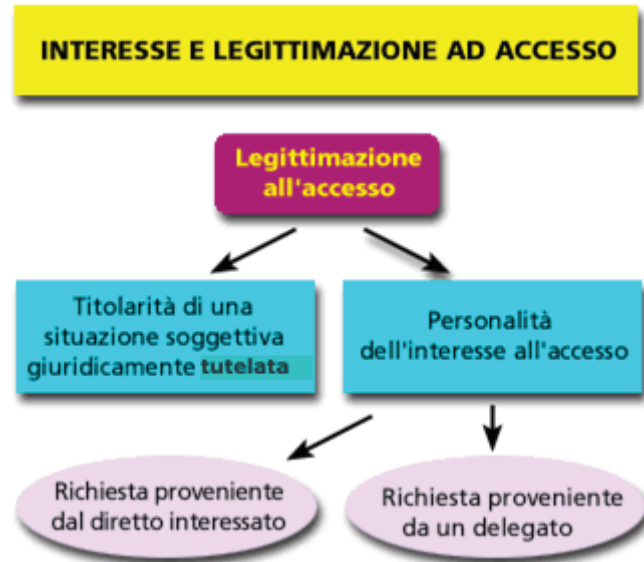 INTERESSE E LEGITTIMAZIONE AD ACCESSO
Legittimazione
all'accesso
Titolarità di una
situazione soggettiva
giuridicamente tutelata
Personalità
dell'interesse all'accesso
Richiesta proveniente
dal diretto interessato
Richiesta proveniente
da un delegato